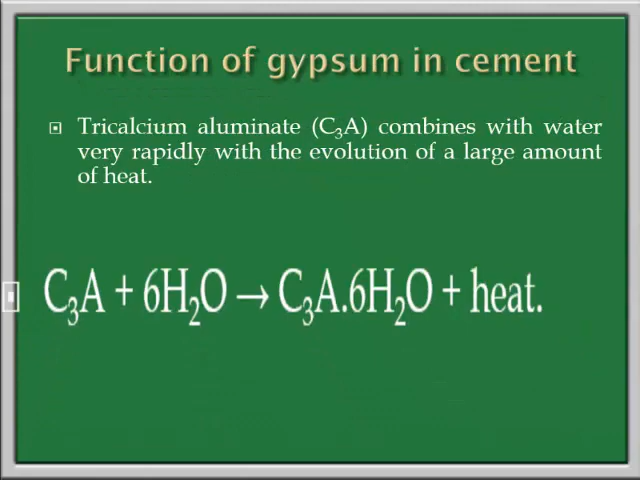 Function of gypsum in cement
Tricalcium aluminate (C₃A) combines with water
very rapidly with the evolution of a large amount
of heat.
C₃A + 6H₂O → C₃A.6H₂O + heat.